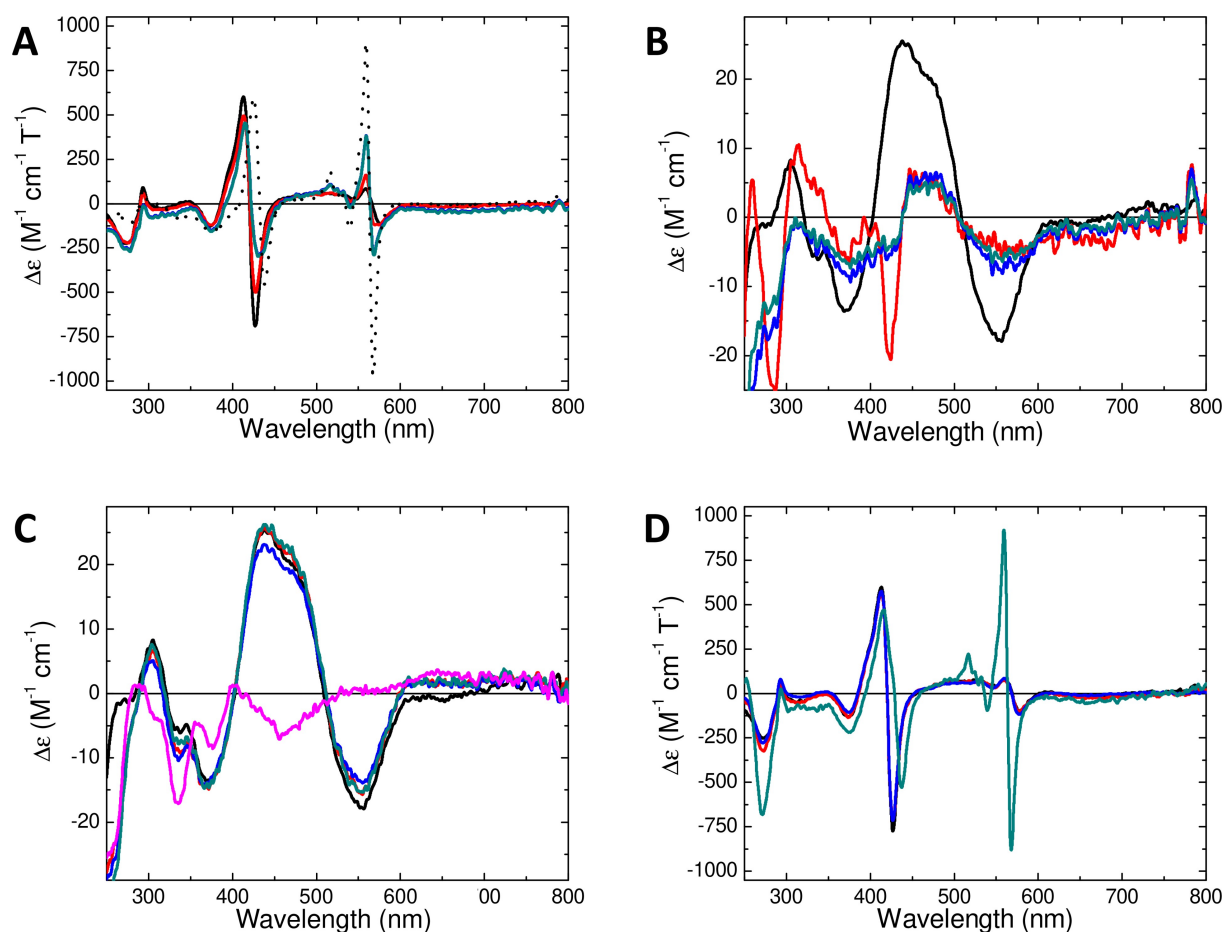 A
1000
750
500
250
0
-250
-500
-750
-1000
Δε (M⁻¹ cm⁻¹ T⁻¹)
300 400 500 600 700 800
Wavelength (nm)
B
20
10
0
-10
-20
Δε (M⁻¹ cm⁻¹)
300 400 500 600 700 800
Wavelength (nm)
C
20
10
0
-10
-20
Δε (M⁻¹ cm⁻¹)
300 400 500 600 00 800
Wavelength (nm)
D
1000
750
500
250
0
-250
-500
-750
-1000
Δε (M⁻¹ cm⁻¹ T⁻¹)
300 400 500 600 700 800
Wavelength (nm)